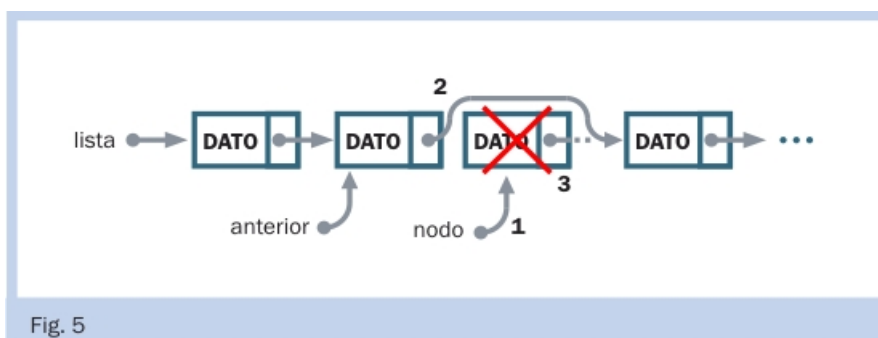 2
lista DATO DATO DATO DATO ...
3
anterior nodo 1
Fig. 5